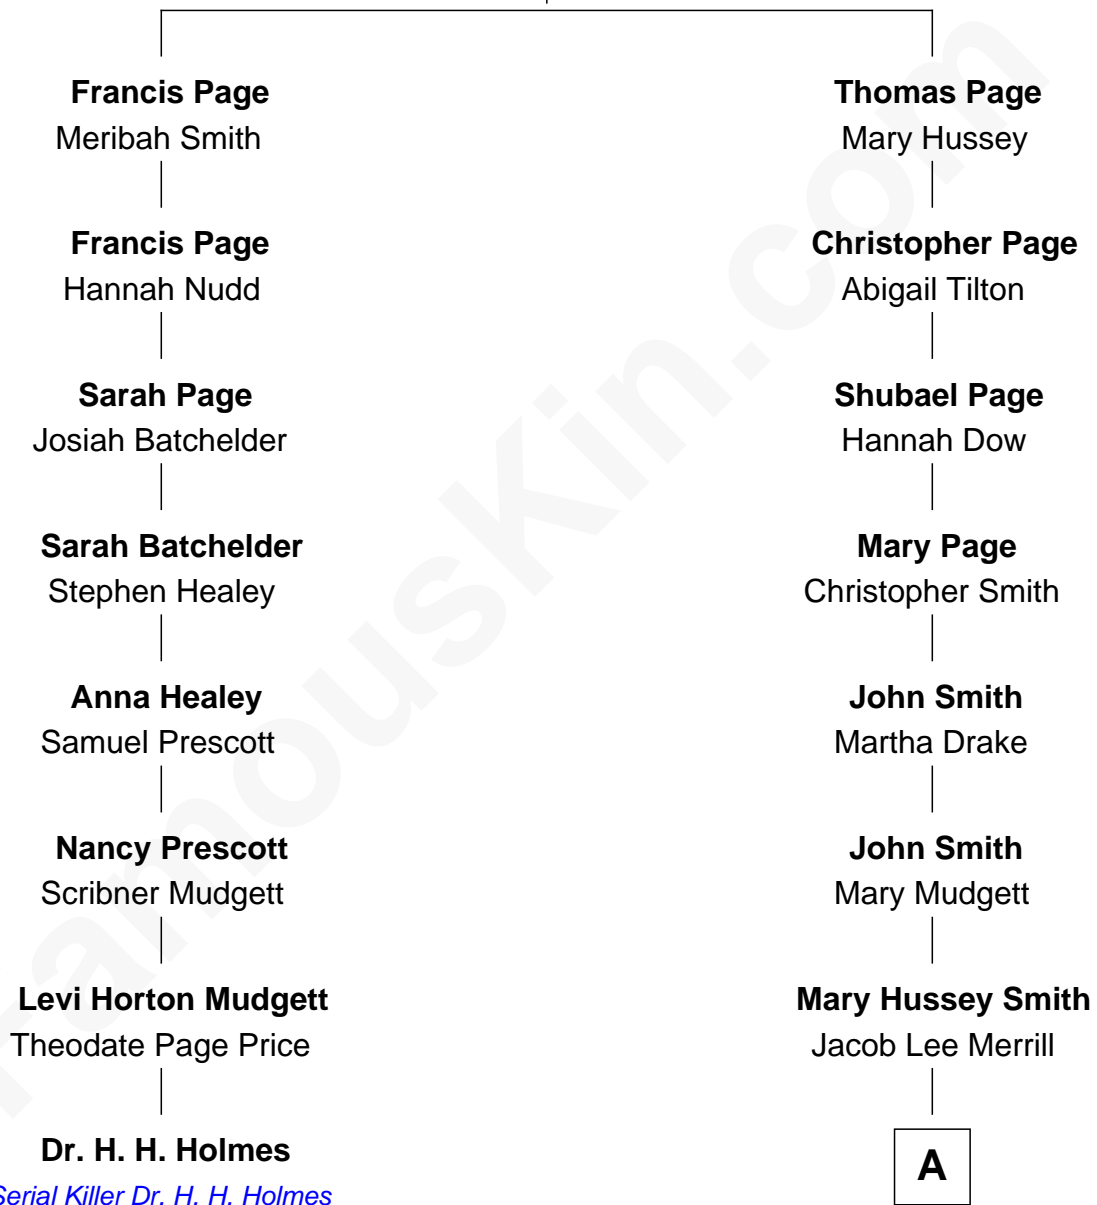 Francis Page
Meribah Smith
Thomas Page
Mary Hussey
Francis Page
Hannah Nudd
Christopher Page
Abigail Tilton
Sarah Page
Josiah Batchelder
Shubael Page
Hannah Dow
Sarah Batchelder
Stephen Healey
Mary Page
Christopher Smith
Anna Healey
Samuel Prescott
John Smith
Martha Drake
Nancy Prescott
Scribner Mudgett
John Smith
Mary Mudgett
Levi Horton Mudgett
Theodate Page Price
Mary Hussey Smith
Jacob Lee Merrill
Dr. H. H. Holmes
Serial Killer Dr. H. H. Holmes
A
FamousKin.com